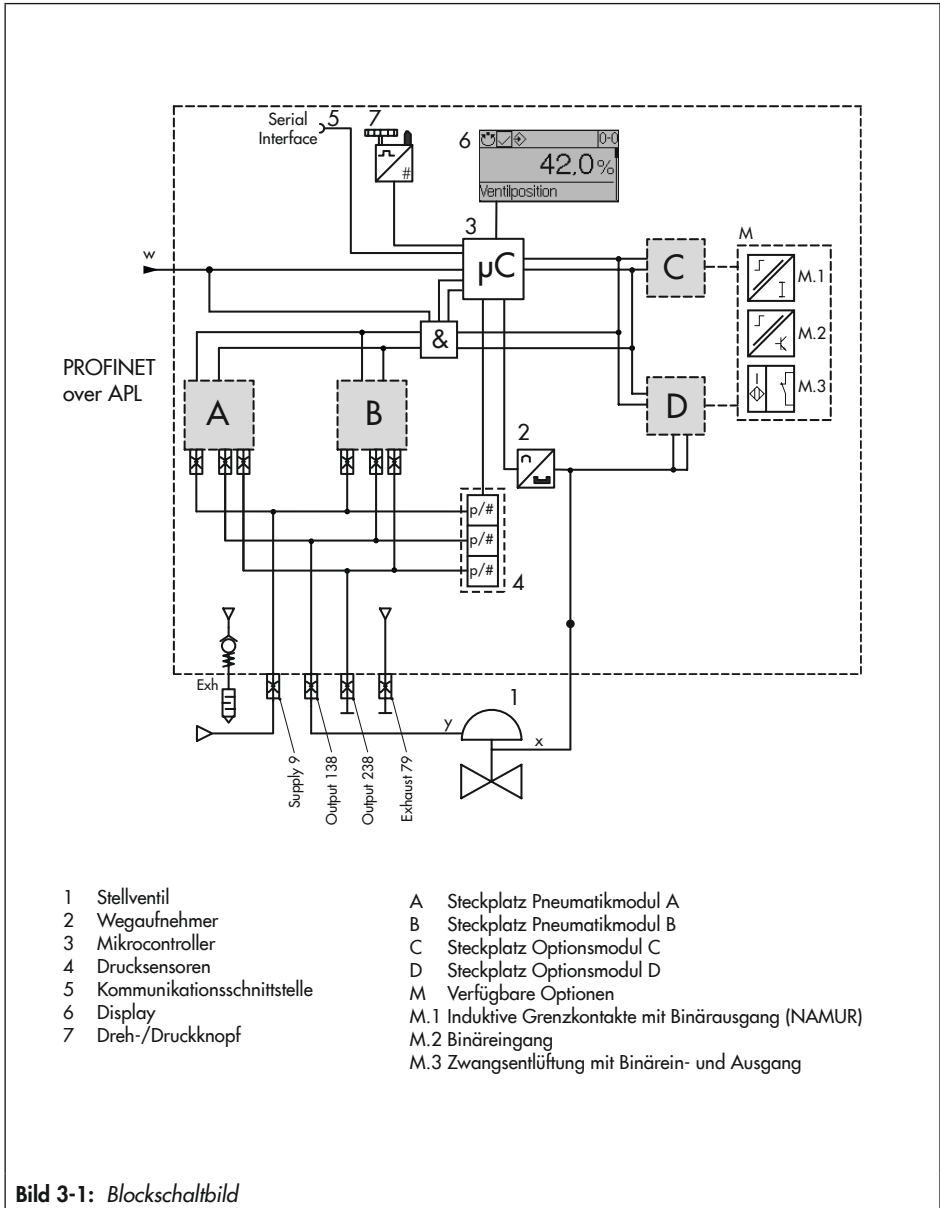 Serial
Interface
5
7
6
0-0
42,0%
Ventilposition
3
µC
w
#
M
C
M.1
M.2
M.3
&
PROFINET
over APL
A
B
D
2
p/#
p/#
p/#
4
Exh
1
y
x
Supply 9
Output 138
Output 238
Exhaust 79
1 Stellventil
2 Wegaufnehmer
3 Mikrocontroller
4 Drucksensoren
5 Kommunikationsschnittstelle
6 Display
7 Dreh-/Druckknopf
A Steckplatz Pneumatikmodul A
B Steckplatz Pneumatikmodul B
C Steckplatz Optionsmodul C
D Steckplatz Optionsmodul D
M Verfügbare Optionen
M.1 Induktive Grenzkontakte mit Binärausgang (NAMUR)
M.2 Binäreingang
M.3 Zwangsentlüftung mit Binärein- und Ausgang
Bild 3-1: Blockschaltbild